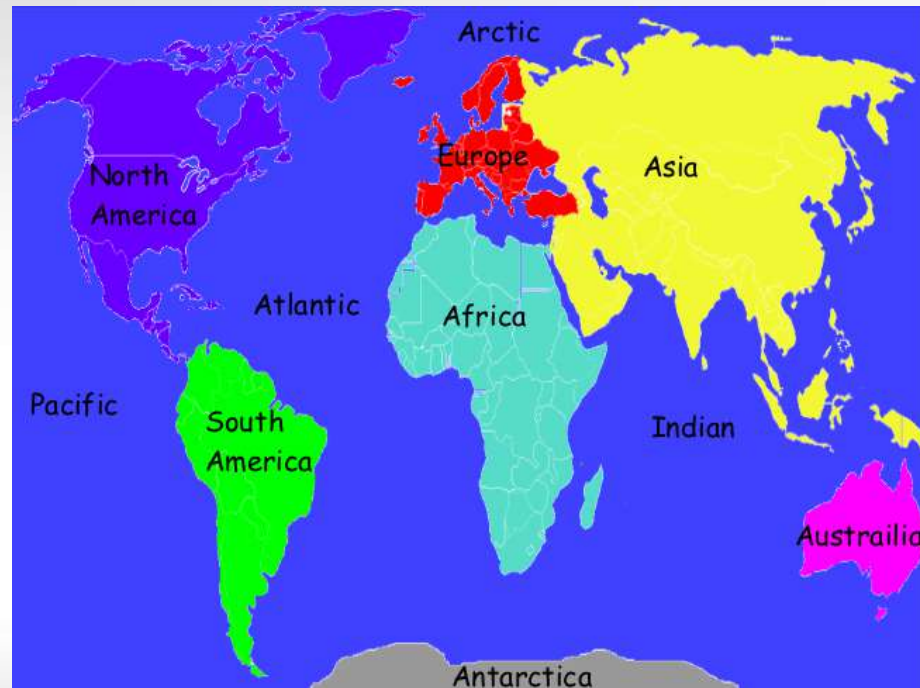 Arctic
North
America
Europe
Asia
Atlantic
Africa
Pacific
South
America
Indian
Austrailia
Antarctica